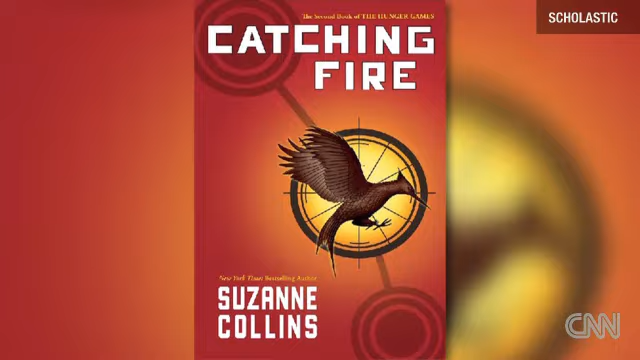 The Second Book of THE HUNGER GAMES
SCHOLASTIC
CATCHING
FIRE
New York Times Bestselling Author
SUZANNE
COLLINS
CNN